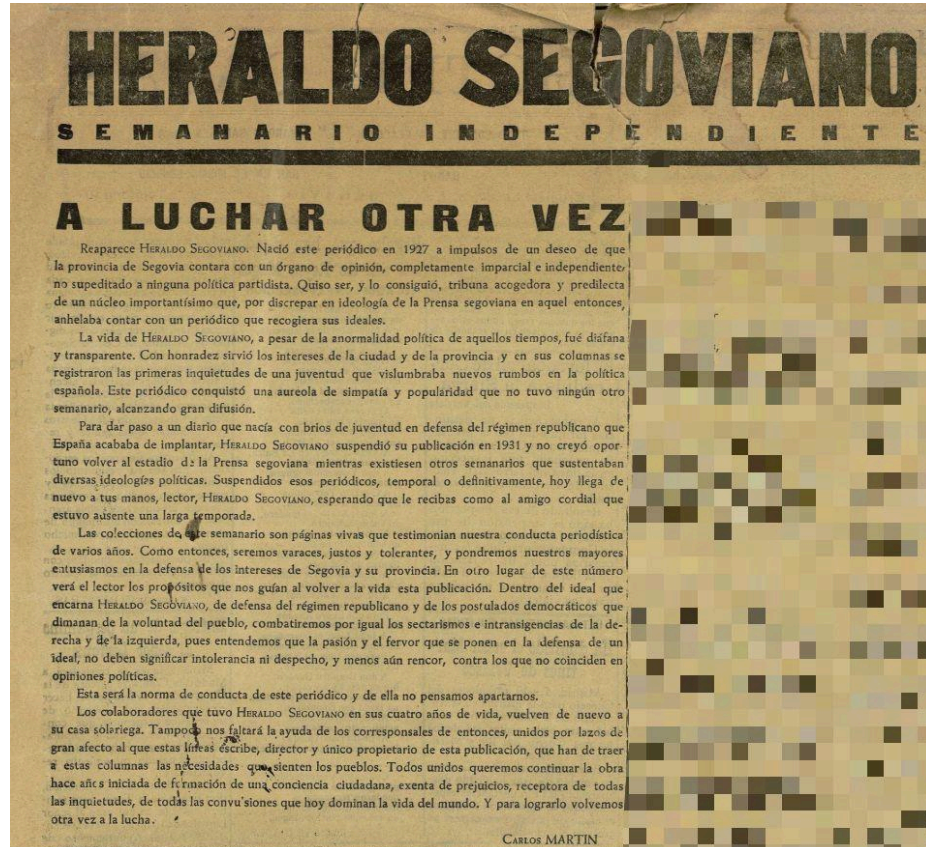 HERALDO SEGOVIANO
SEMANARIO INDEPENDIENTE
A LUCHAR OTRA VEZ
Reaparece HERALDO SEGOVIANO. Nació este periódico en 1927 a impulsos de un deseo de que
la provincia de Segovia contara con un órgano de opinión, completamente imparcial e independiente,
no supeditado a ninguna política partidista. Quiso ser, y lo consiguió, tribuna acogedora y predilecta
de un núcleo importantísimo que, por discrepar en ideología de la Prensa segoviana en aquel entonces,
anhelaba contar con un periódico que recogiera sus ideales.
La vida de HERALDO SEGOVIANO, a pesar de la anormalidad política de aquellos tiempos, fué diáfana
y transparente. Con honradez sirvió los intereses de la ciudad y de la provincia y en sus columnas se
registraron las primeras inquietudes de una juventud que vislumbraba nuevos rumbos en la política
española. Este periódico conquistó una aureola de simpatía y popularidad que no tuvo ningún otro
semanario, alcanzando gran difusión.
Para dar paso a un diario que nacía con bríos de juventud en defensa del régimen republicano que
España acababa de implantar, HERALDO SEGOVIANO suspendió su publicación en 1931 y no creyó opor-
tuno volver al estadio de la Prensa segoviana mientras existiesen otros semanarios que sustentaban
diversas ideologías políticas. Suspendidos esos periódicos, temporal o definitivamente, hoy llega de
nuevo a tus manos, lector, HERALDO SEGOVIANO, esperando que le recibas como al amigo cordial que
estuvo ausente una larga temporada.
Las colecciones de este semanario son páginas vivas que testimonian nuestra conducta periodística
de varios años. Como entonces, seremos varaces, justos y tolerantes, y pondremos nuestros mayores
entusiasmos en la defensa de los intereses de Segovia y su provincia. En otro lugar de este número
verá el lector los propósitos que nos guían al volver a la vida esta publicación. Dentro del ideal que
encarna HERALDO SEGOVIANO, de defensa del régimen republicano y de los postulados democráticos que
dimanan de la voluntad del pueblo, combatiremos por igual los sectarismos e intransigencias de la de-
recha y de la izquierda, pues entendemos que la pasión y el fervor que se ponen en la defensa de un
ideal, no deben significar intolerancia ni despecho, y menos aún rencor, contra los que no coinciden en
opiniones políticas.
Esta será la norma de conducta de este periódico y de ella no pensamos apartarnos.
Los colaboradores que tuvo HERALDO SEGOVIANO en sus cuatro años de vida, vuelven de nuevo a
su casa solariega. Tampoco nos faltará la ayuda de los corresponsales de entonces, unidos por lazos de
gran afecto al que estas líneas escribe, director y único propietario de esta publicación, que han de traer
a estas columnas las necesidades que sienten los pueblos. Todos unidos queremos continuar la obra
hace años iniciada de formación de una conciencia ciudadana, exenta de prejuicios, receptora de todas
las inquietudes, de todas las convulsiones que hoy dominan la vida del mundo. Y para lograrlo volvemos
otra vez a la lucha.
CARLOS MARTIN